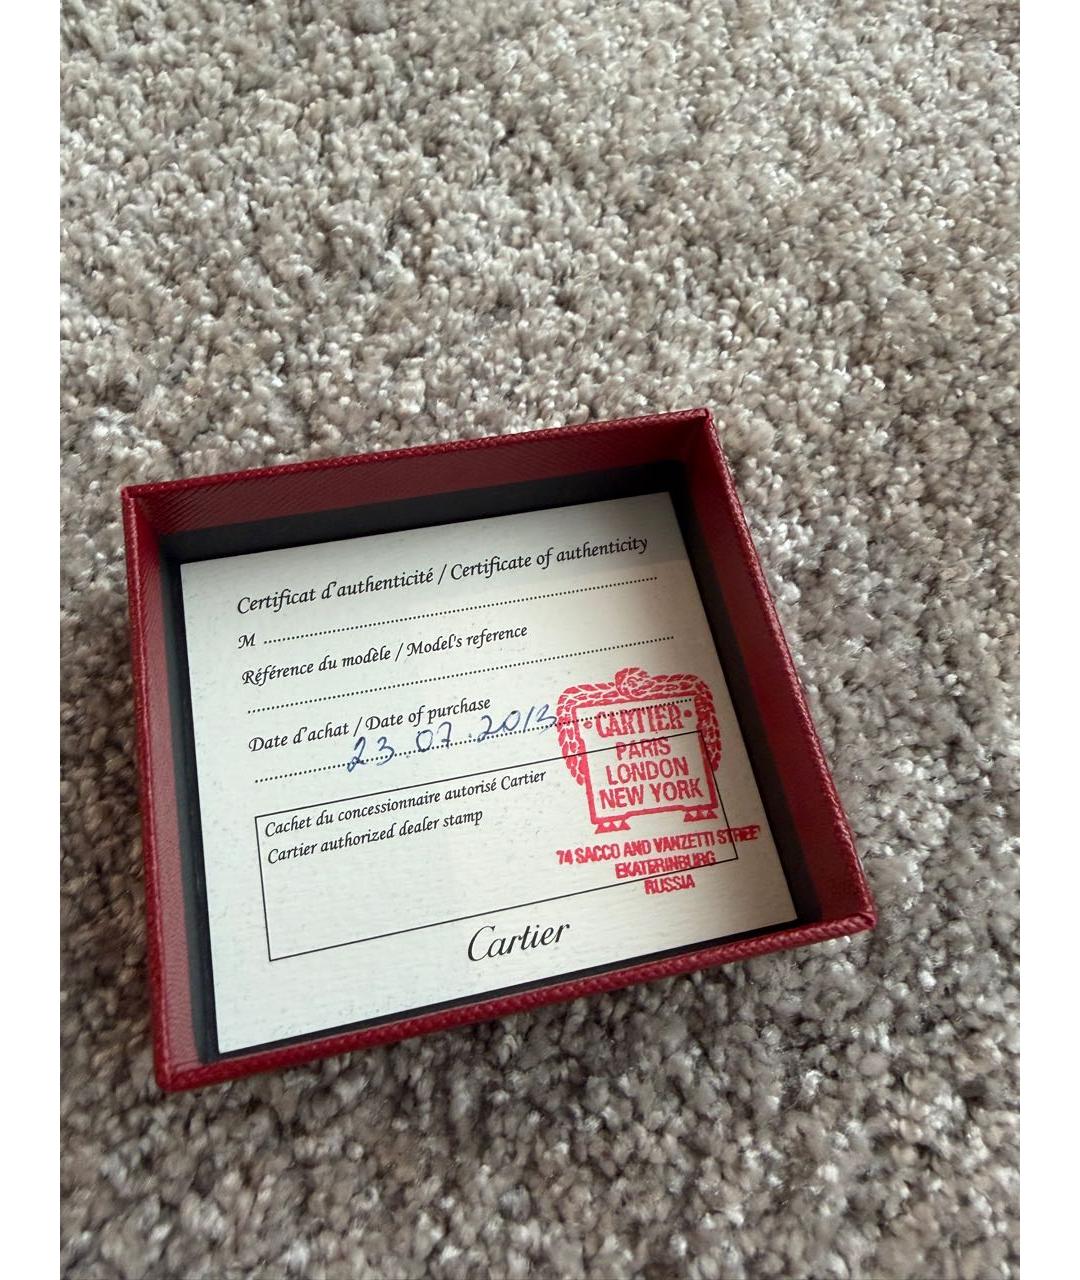 Certificat d'authenticité / Certificate of authenticity
M
Référence du modèle / Model's reference
Date d'achat / Date of purchase
23.07.2013
Cachet du concessionnaire autorisé Cartier
Cartier authorized dealer stamp
CARTIER
PARIS
LONDON
NEW YORK
74 SACCO AND VANZETTI STREET
EKATERINBURG
RUSSIA
Cartier